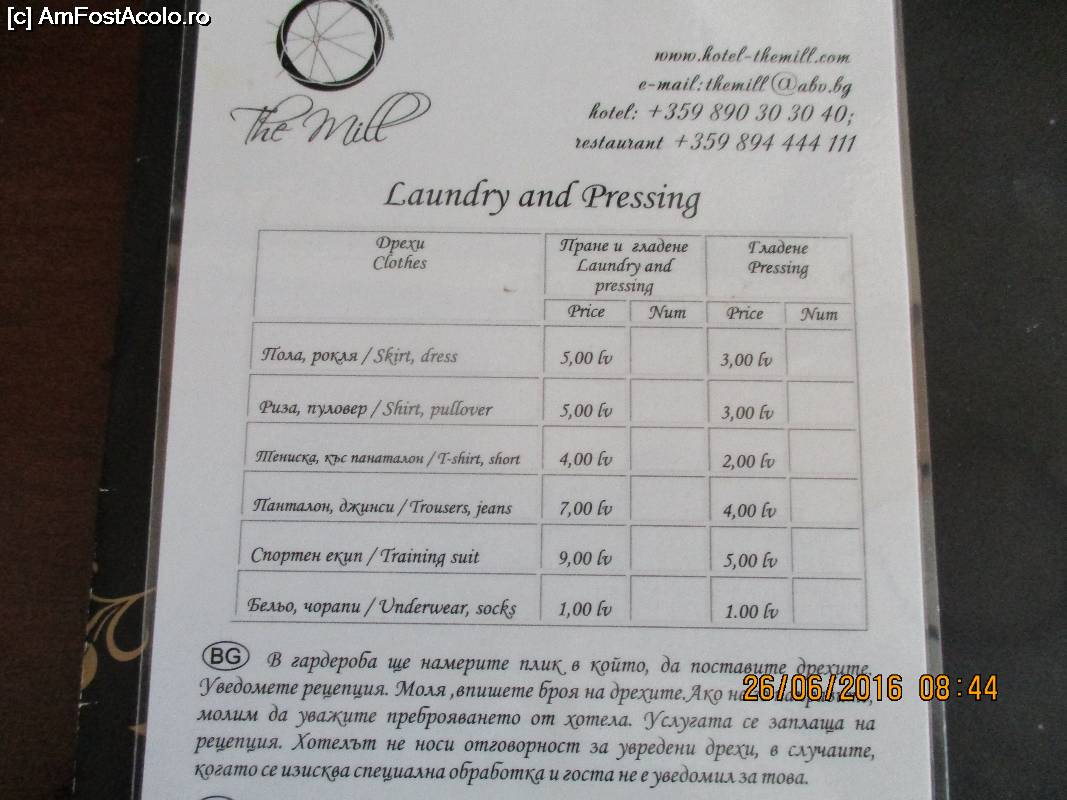 [c] AmFostAcolo.ro
The Mill
www.hotel-themill.com
e-mail:themill@abv.bg
hotel: +359 890 30 30 40;
restaurant +359 894 444 111
Laundry and Pressing
Дрехи
Clothes
Пране и гладене
Laundry and
pressing
Гладене
Pressing
Price Num Price Num
Пола, рокля / Skirt, dress 5,00 lv 3,00 lv
Риза, пуловер / Shirt, pullover 5,00 lv 3,00 lv
Тениска, къс панаталон / T-shirt, short 4,00 lv 2,00 lv
Панталон, джинси / Trousers, jeans 7,00 lv 4,00 lv
Спортен екип / Training suit 9,00 lv 5,00 lv
Бельо, чорапи / Underwear, socks 1,00 lv 1.00 lv
BG В гардероба ще намерите плик в който, да поставите дрехите.
Уведомете рецепция. Моля ,впишете броя на дрехите.Ако
26/06/2016 08:44
молим да уважите преброяването от хотела. Услугата се заплаща на
рецепция. Хотелът не носи отговорност за увредени дрехи, в случаите,
когато се изисква специална обработка и госта не е уведомил за това.